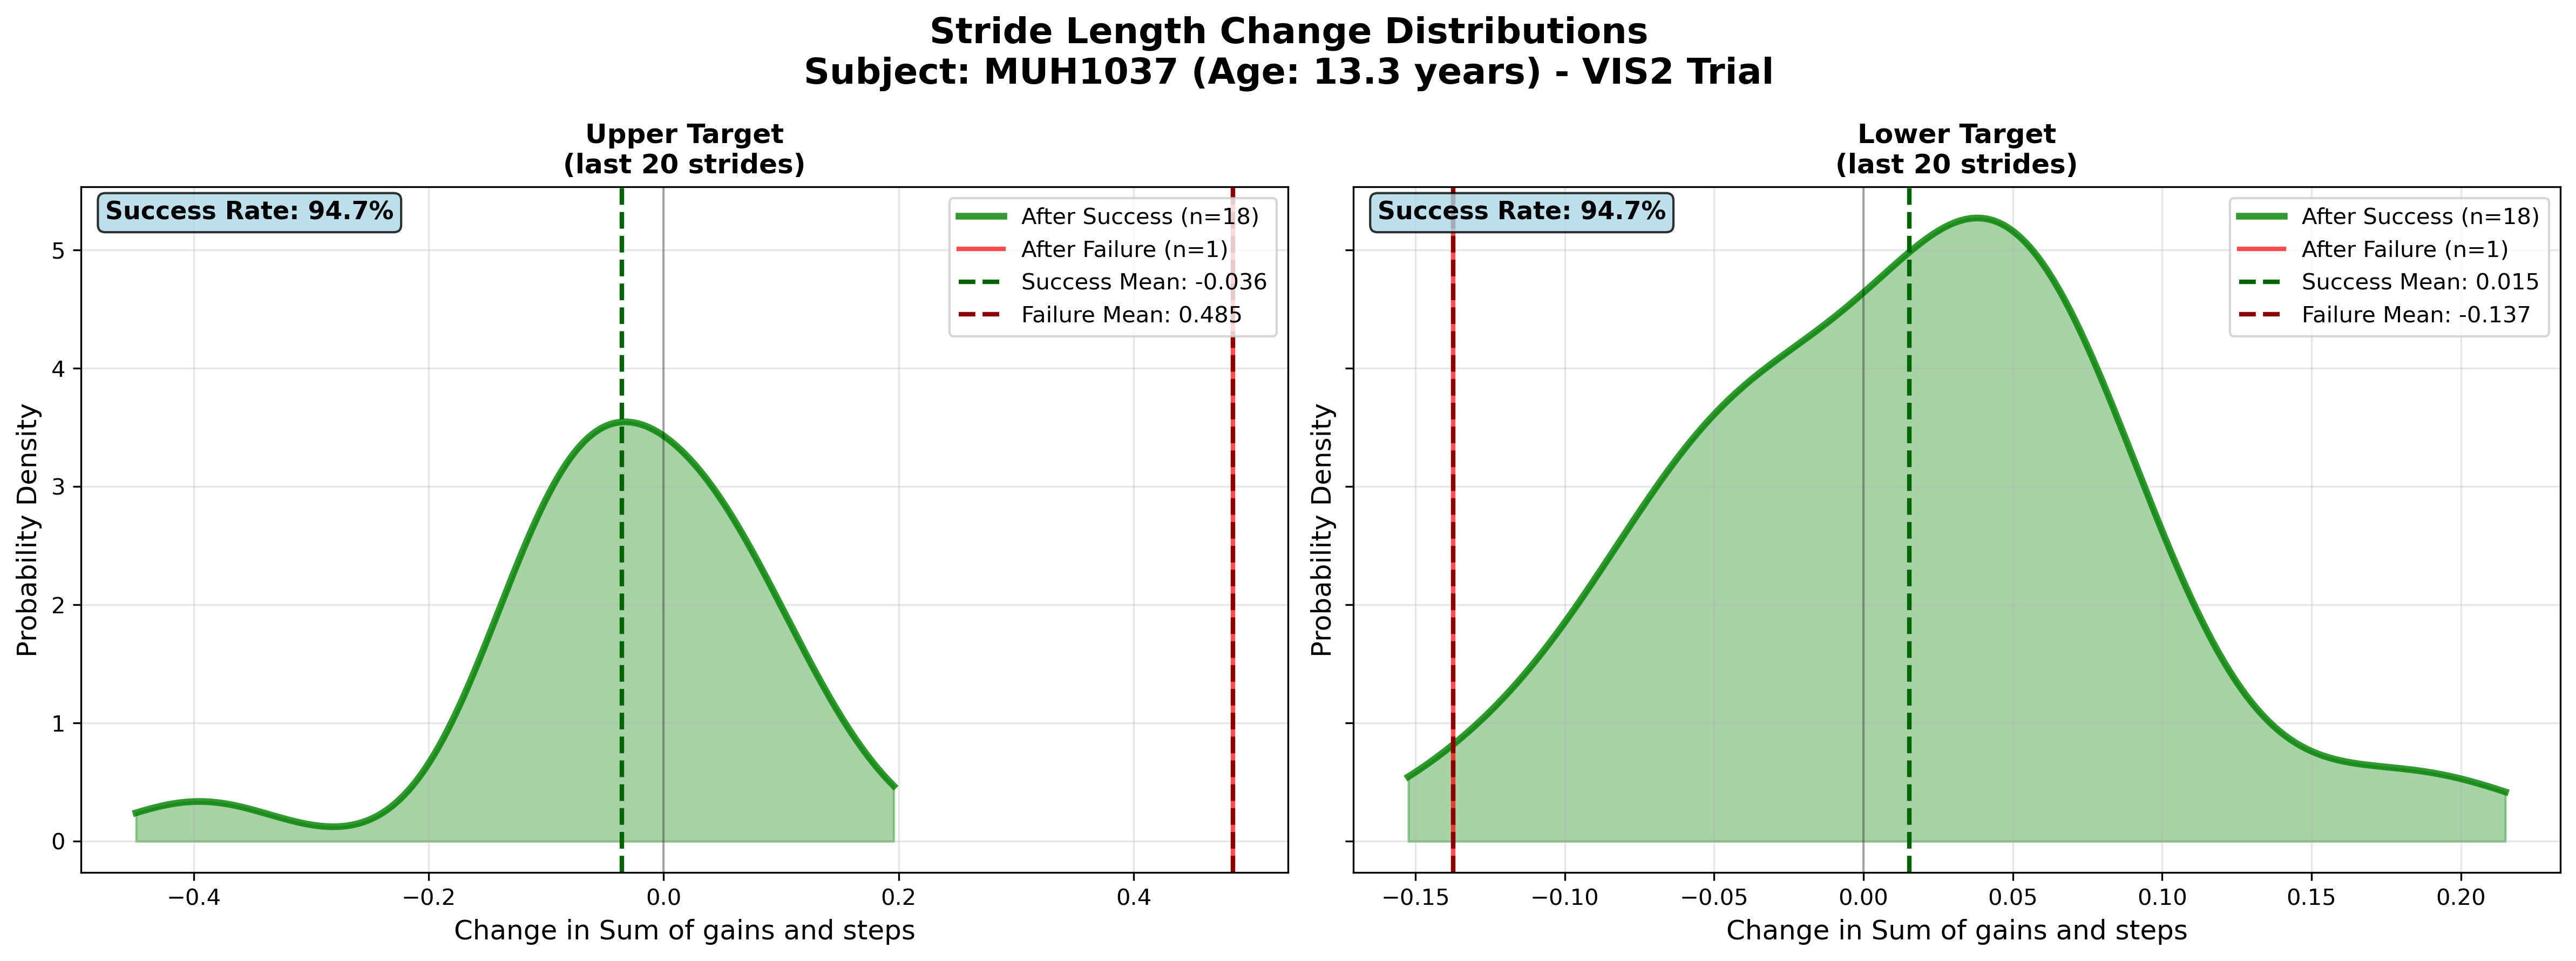 Stride Length Change Distributions
Subject: MUH1037 (Age: 13.3 years) - VIS2 Trial
Upper Target
(last 20 strides)
Success Rate: 94.7%
After Success (n=18)
After Failure (n=1)
Success Mean: -0.036
Failure Mean: 0.485
Probability Density
5
4
3
2
1
0
−0.4
−0.2
0.0
0.2
0.4
Change in Sum of gains and steps
Lower Target
(last 20 strides)
Success Rate: 94.7%
After Success (n=18)
After Failure (n=1)
Success Mean: 0.015
Failure Mean: -0.137
Probability Density
−0.15
−0.10
−0.05
0.00
0.05
0.10
0.15
0.20
Change in Sum of gains and steps